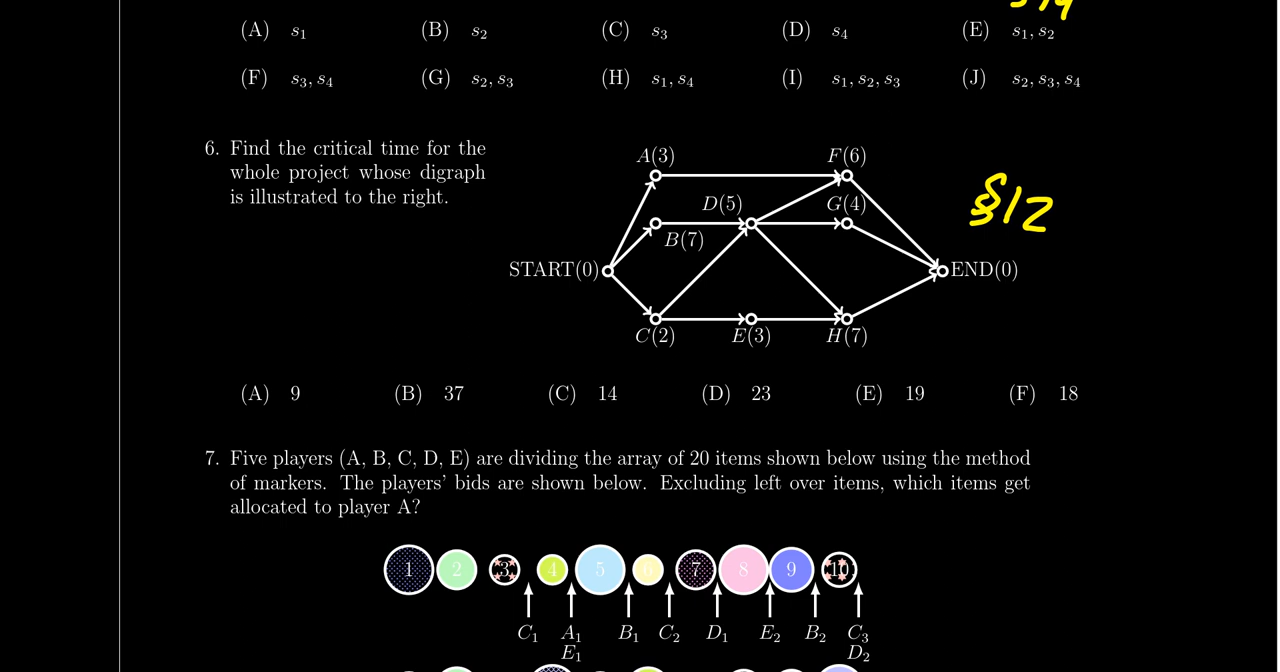 (A) s₁ (B) s₂ (C) s₃ (D) s₄ (E) s₁, s₂
(F) s₃, s₄ (G) s₂, s₃ (H) s₁, s₄ (I) s₁, s₂, s₃ (J) s₂, s₃, s₄
6. Find the critical time for the
whole project whose digraph
is illustrated to the right.
A(3) F(6)
D(5) G(4)
B(7)
START(0) END(0)
C(2) E(3) H(7)
§12
(A) 9 (B) 37 (C) 14 (D) 23 (E) 19 (F) 18
7. Five players (A, B, C, D, E) are dividing the array of 20 items shown below using the method
of markers. The players' bids are shown below. Excluding left over items, which items get
allocated to player A?
1 2 3 4 5 6 7 8 9 10
C₁ A₁ B₁ C₂ D₁ E₂ B₂ C₃
E₁ D₂